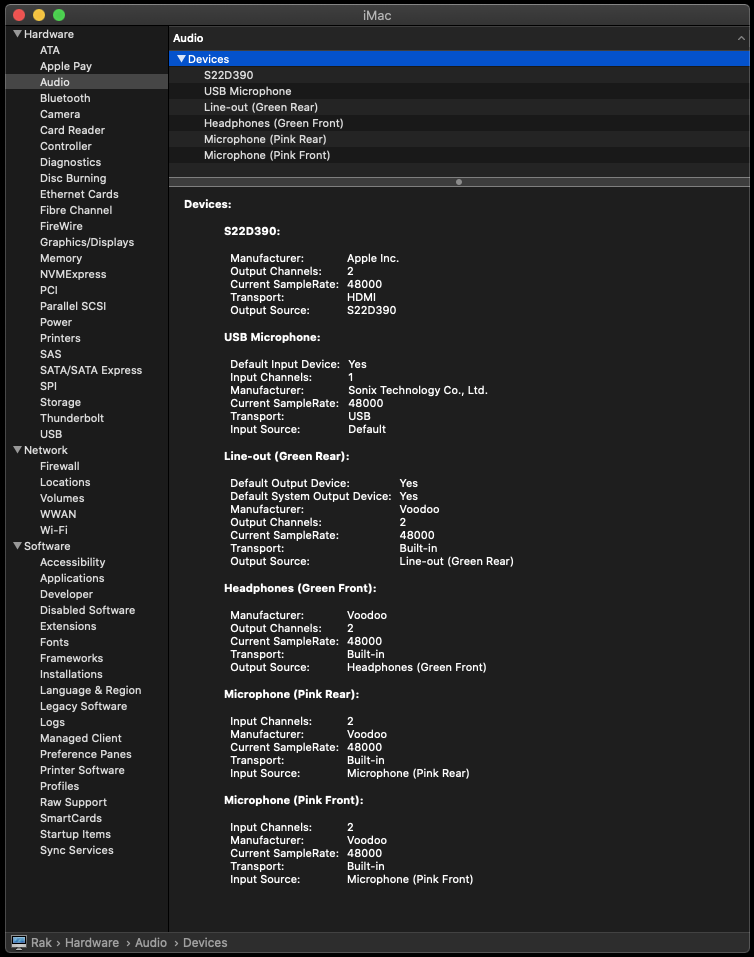 iMac
Hardware
ATA
Apple Pay
Audio
Bluetooth
Camera
Card Reader
Controller
Diagnostics
Disc Burning
Ethernet Cards
Fibre Channel
FireWire
Graphics/Displays
Memory
NVMExpress
PCI
Parallel SCSI
Power
Printers
SAS
SATA/SATA Express
SPI
Storage
Thunderbolt
USB
Network
Firewall
Locations
Volumes
WWAN
Wi-Fi
Software
Accessibility
Applications
Developer
Disabled Software
Extensions
Fonts
Frameworks
Installations
Language & Region
Legacy Software
Logs
Managed Client
Preference Panes
Printer Software
Profiles
Raw Support
SmartCards
Startup Items
Sync Services
Audio
Devices
S22D390
USB Microphone
Line-out (Green Rear)
Headphones (Green Front)
Microphone (Pink Rear)
Microphone (Pink Front)
Devices:
S22D390:
Manufacturer: Apple Inc.
Output Channels: 2
Current SampleRate: 48000
Transport: HDMI
Output Source: S22D390
USB Microphone:
Default Input Device: Yes
Input Channels: 1
Manufacturer: Sonix Technology Co., Ltd.
Current SampleRate: 48000
Transport: USB
Input Source: Default
Line-out (Green Rear):
Default Output Device: Yes
Default System Output Device: Yes
Manufacturer: Voodoo
Output Channels: 2
Current SampleRate: 48000
Transport: Built-in
Output Source: Line-out (Green Rear)
Headphones (Green Front):
Manufacturer: Voodoo
Output Channels: 2
Current SampleRate: 48000
Transport: Built-in
Output Source: Headphones (Green Front)
Microphone (Pink Rear):
Input Channels: 2
Manufacturer: Voodoo
Current SampleRate: 48000
Transport: Built-in
Input Source: Microphone (Pink Rear)
Microphone (Pink Front):
Input Channels: 2
Manufacturer: Voodoo
Current SampleRate: 48000
Transport: Built-in
Input Source: Microphone (Pink Front)
Rak › Hardware › Audio › Devices